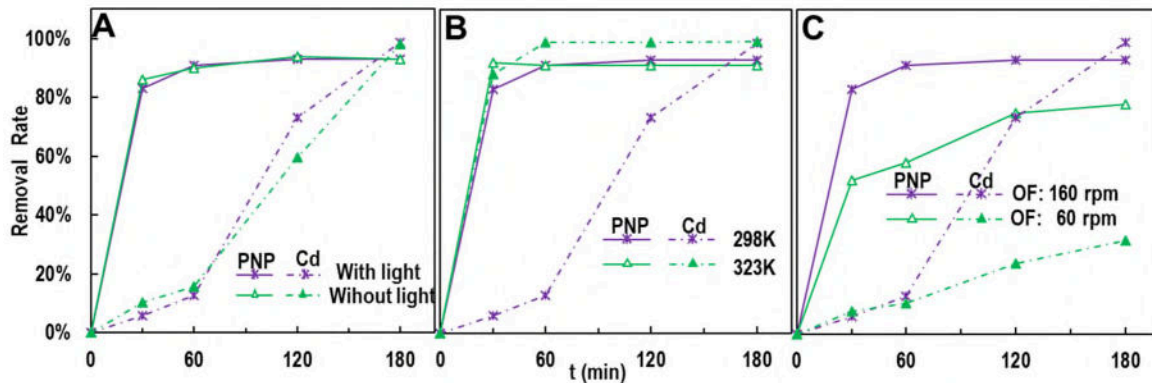 A
B
C
Removal Rate
100%
80%
60%
40%
20%
0%
PNP Cd
With light
Wihout light
PNP Cd
298K
323K
PNP Cd
OF: 160 rpm
OF: 60 rpm
0 60 120 180
0 60 120 180
0 60 120 180
t (min)